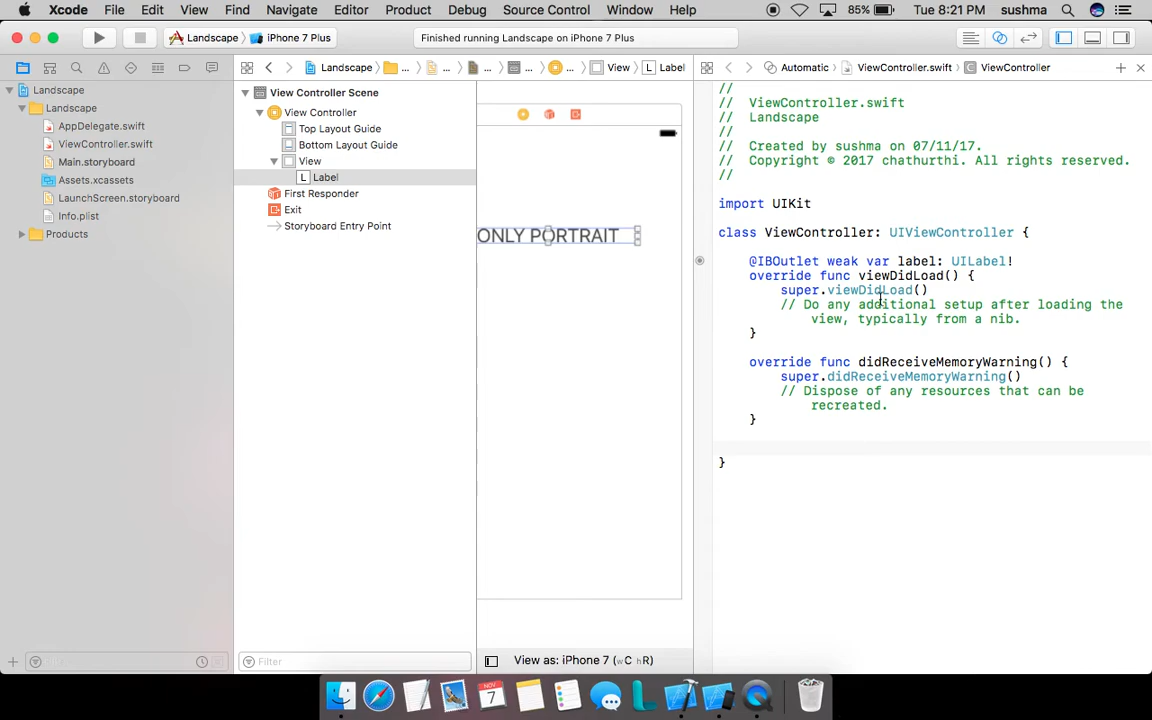 Xcode File Edit View Find Navigate Editor Product Debug Source Control Window Help 85% Tue 8:21 PM sushma
Landscape iPhone 7 Plus Finished running Landscape on iPhone 7 Plus
Landscape ... ... ... ... View L Label Automatic ViewController.swift C ViewController
Landscape
Landscape
AppDelegate.swift
ViewController.swift
Main.storyboard
Assets.xcassets
LaunchScreen.storyboard
Info.plist
Products
Filter
View Controller Scene
View Controller
Top Layout Guide
Bottom Layout Guide
View
L Label
First Responder
Exit
Storyboard Entry Point
Filter
ONLY PORTRAIT
View as: iPhone 7 (wC hR)
//
// ViewController.swift
// Landscape
//
// Created by sushma on 07/11/17.
// Copyright © 2017 chathurthi. All rights reserved.
//
import UIKit
class ViewController: UIViewController {
@IBOutlet weak var label: UILabel!
override func viewDidLoad() {
super.viewDidLoad()
// Do any additional setup after loading the
view, typically from a nib.
}
override func didReceiveMemoryWarning() {
super.didReceiveMemoryWarning()
// Dispose of any resources that can be
recreated.
}
}
NOV
7